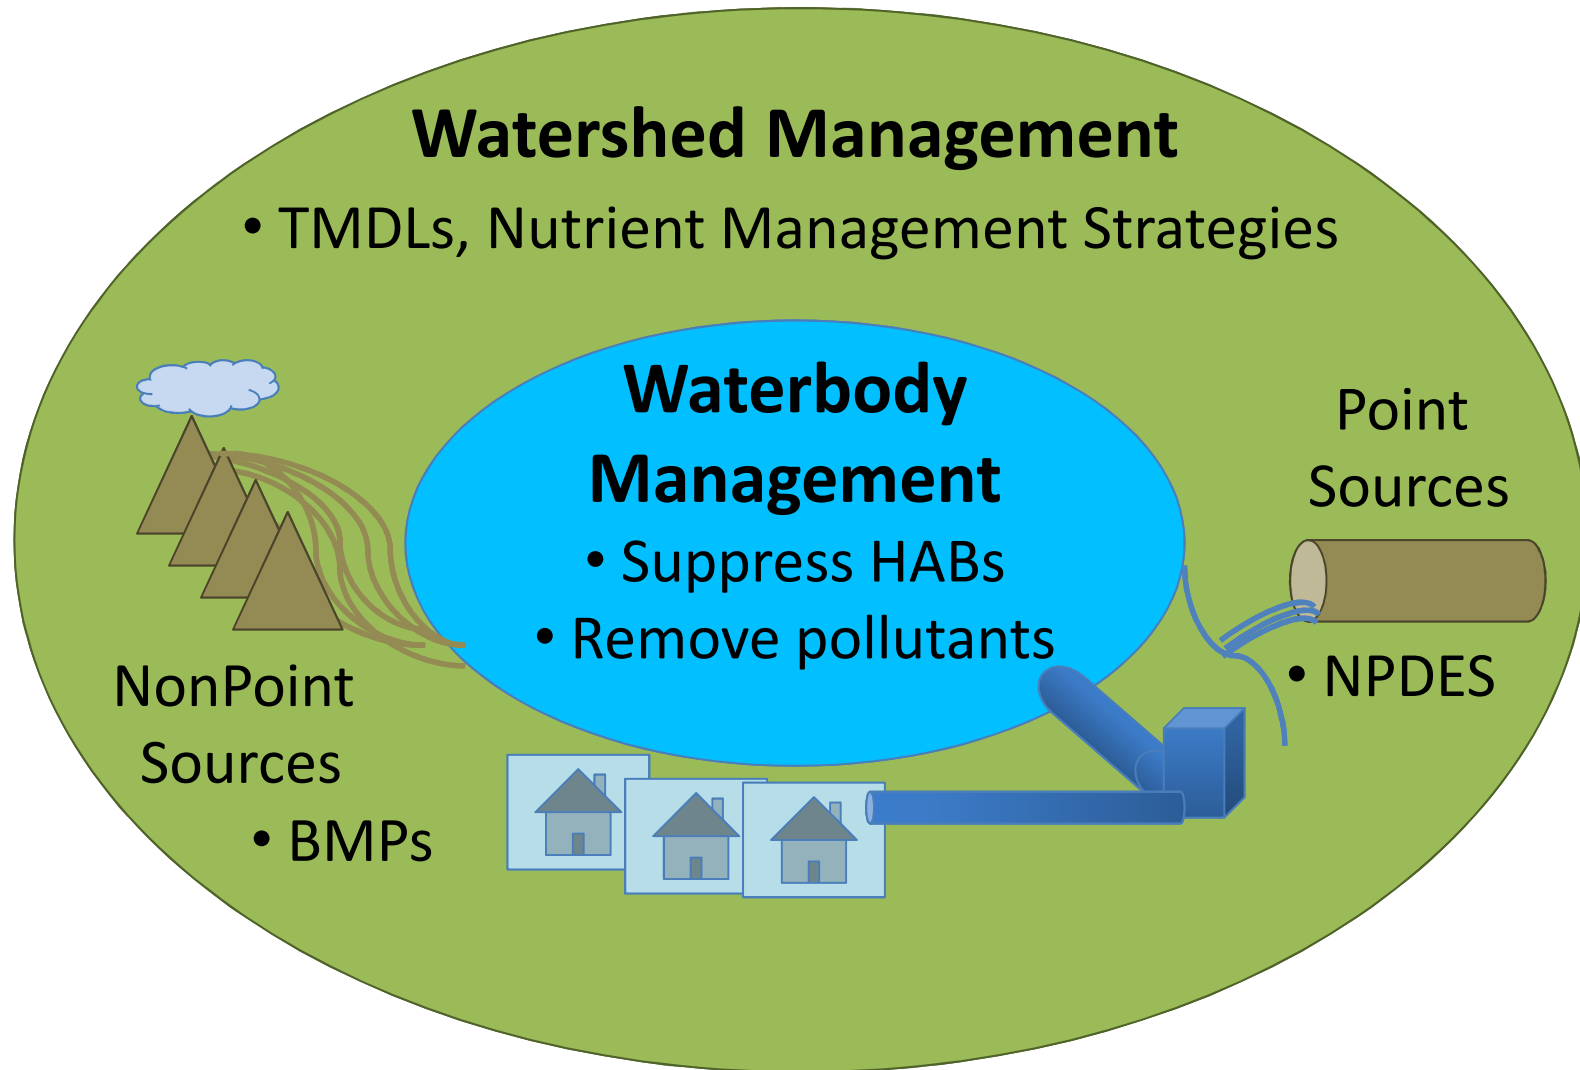 Watershed Management
• TMDLs, Nutrient Management Strategies
Waterbody
Management
• Suppress HABs
• Remove pollutants
Point
Sources
• NPDES
NonPoint
Sources
• BMPs